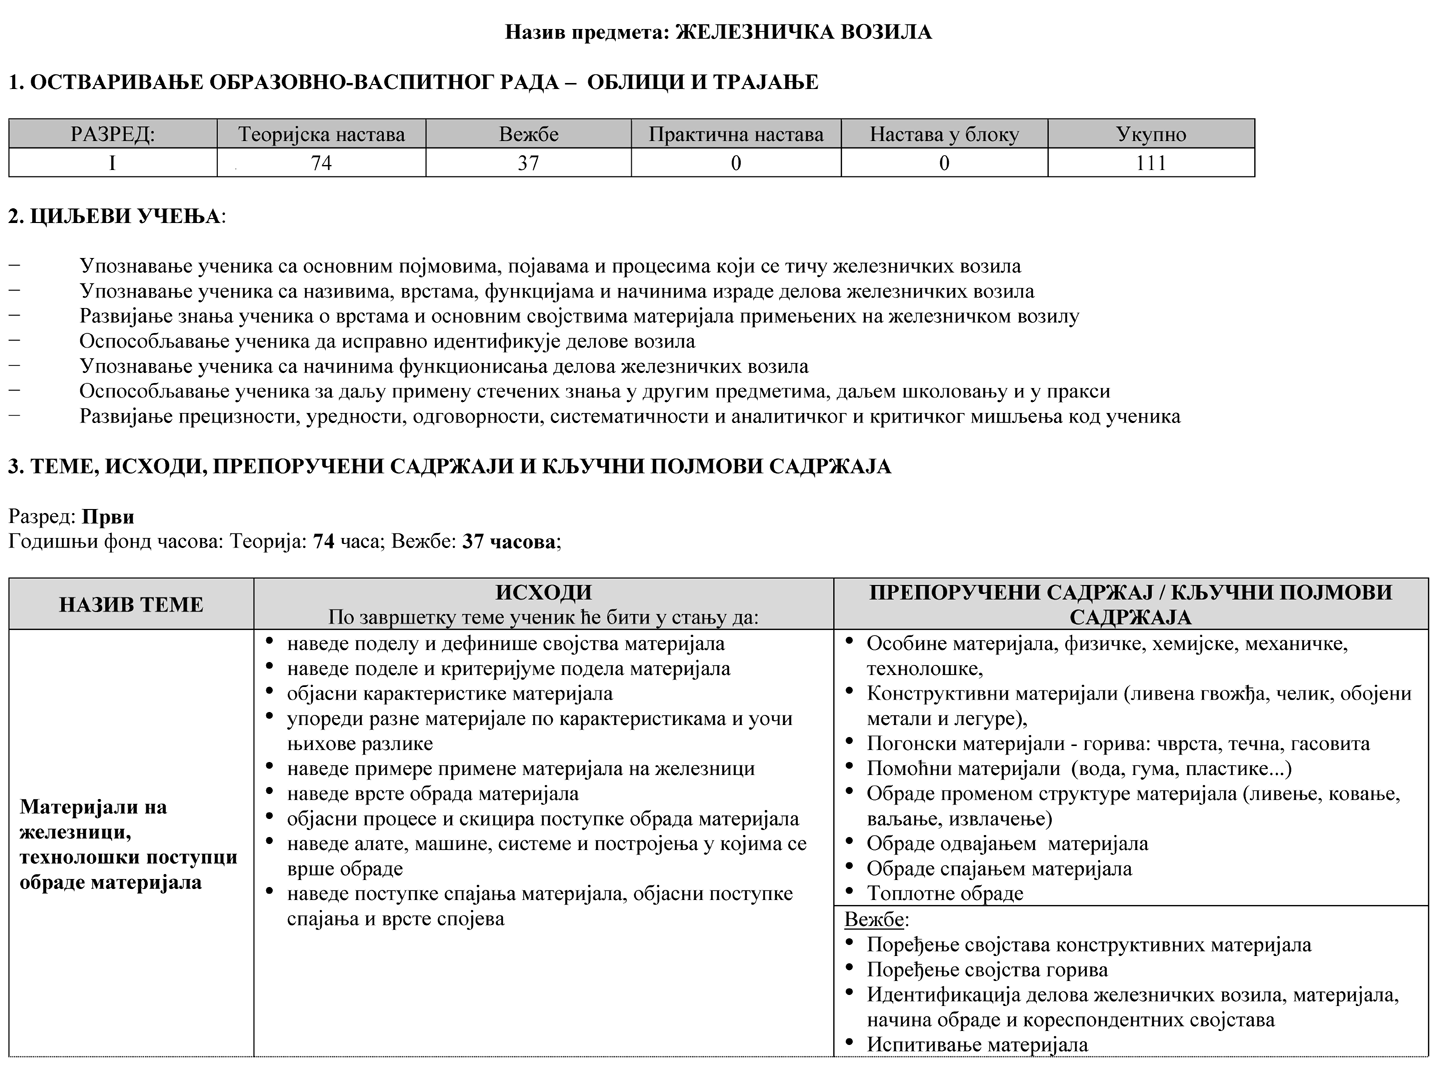 Назив предмета: ЖЕЛЕЗНИЧКА ВОЗИЛА
1. ОСТВАРИВАЊЕ ОБРАЗОВНО-ВАСПИТНОГ РАДА – ОБЛИЦИ И ТРАЈАЊЕ
РАЗРЕД: Теоријска настава Вежбе Практична настава Настава у блоку Укупно
I 74 37 0 0 111
2. ЦИЉЕВИ УЧЕЊА:
– Упознавање ученика са основним појмовима, појавама и процесима који се тичу железничких возила
– Упознавање ученика са називима, врстама, функцијама и начинима израде делова железничких возила
– Развијање знања ученика о врстама и основним својствима материјала примењених на железничком возилу
– Оспособљавање ученика да исправно идентификује делове возила
– Упознавање ученика са начинима функционисања делова железничких возила
– Оспособљавање ученика за даљу примену стечених знања у другим предметима, даљем школовању и у пракси
– Развијање прецизности, уредности, одговорности, систематичности и аналитичког и критичког мишљења код ученика
3. ТЕМЕ, ИСХОДИ, ПРЕПОРУЧЕНИ САДРЖАЈИ И КЉУЧНИ ПОЈМОВИ САДРЖАЈА
Разред: Први
Годишњи фонд часова: Теорија: 74 часа; Вежбе: 37 часова;
НАЗИВ ТЕМЕ
ИСХОДИ
По завршетку теме ученик ће бити у стању да:
ПРЕПОРУЧЕНИ САДРЖАЈ / КЉУЧНИ ПОЈМОВИ
САДРЖАЈА
Материјали на
железници,
технолошки поступци
обраде материјала
• наведе поделу и дефинише својства материјала
• наведе поделе и критеријуме подела материјала
• објасни карактеристике материјала
• упореди разне материјале по карактеристикама и уочи
њихове разлике
• наведе примере примене материјала на железници
• наведе врсте обрада материјала
• објасни процесе и скицира поступке обрада материјала
• наведе алате, машине, системе и постројења у којима се
врше обраде
• наведе поступке спајања материјала, објасни поступке
спајања и врсте спојева
• Особине материјала, физичке, хемијске, механичке,
технолошке,
• Конструктивни материјали (ливена гвожђа, челик, обојени
метали и легуре),
• Погонски материјали - горива: чврста, течна, гасовита
• Помоћни материјали (вода, гума, пластике...)
• Обраде променом структуре материјала (ливење, ковање,
ваљање, извлачење)
• Обраде одвајањем материјала
• Обраде спајањем материјала
• Топлотне обраде
Вежбе:
• Поређење својстава конструктивних материјала
• Поређење својства горива
• Идентификација делова железничких возила, материјала,
начина обраде и кореспондентних својстава
• Испитивање материјала